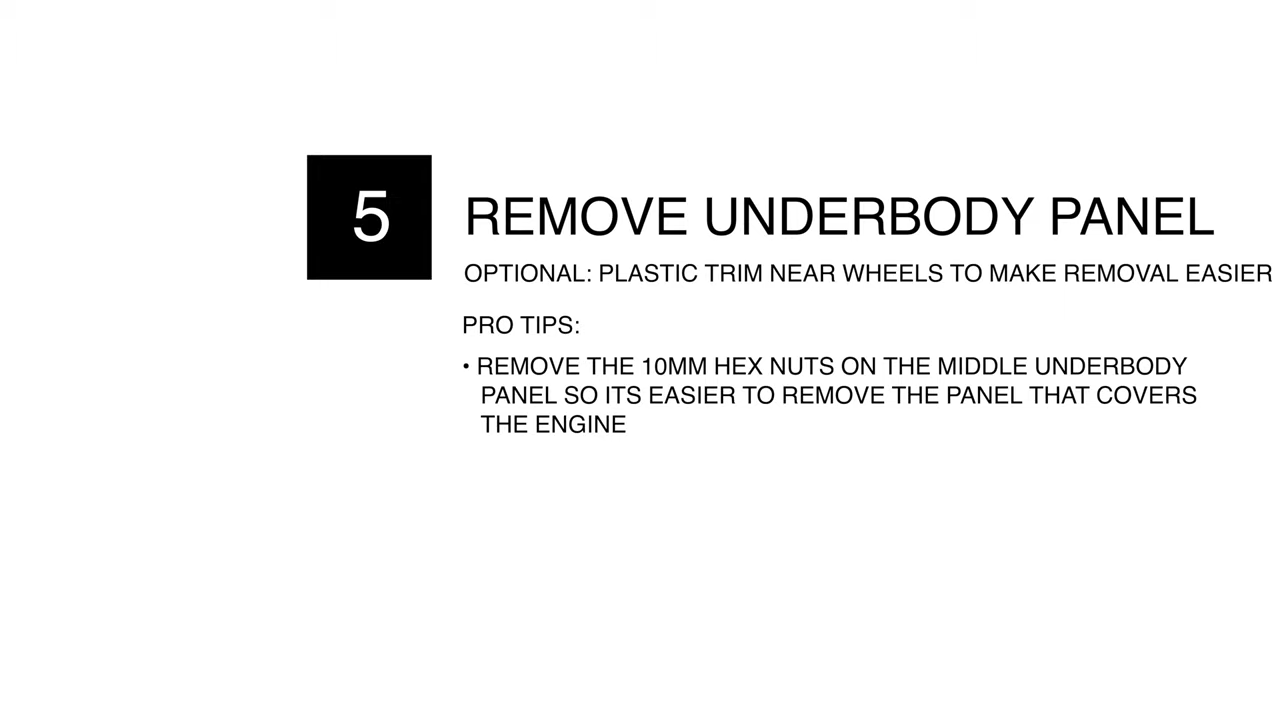 5
REMOVE UNDERBODY PANEL
OPTIONAL: PLASTIC TRIM NEAR WHEELS TO MAKE REMOVAL EASIER
PRO TIPS:
• REMOVE THE 10MM HEX NUTS ON THE MIDDLE UNDERBODY
PANEL SO ITS EASIER TO REMOVE THE PANEL THAT COVERS
THE ENGINE